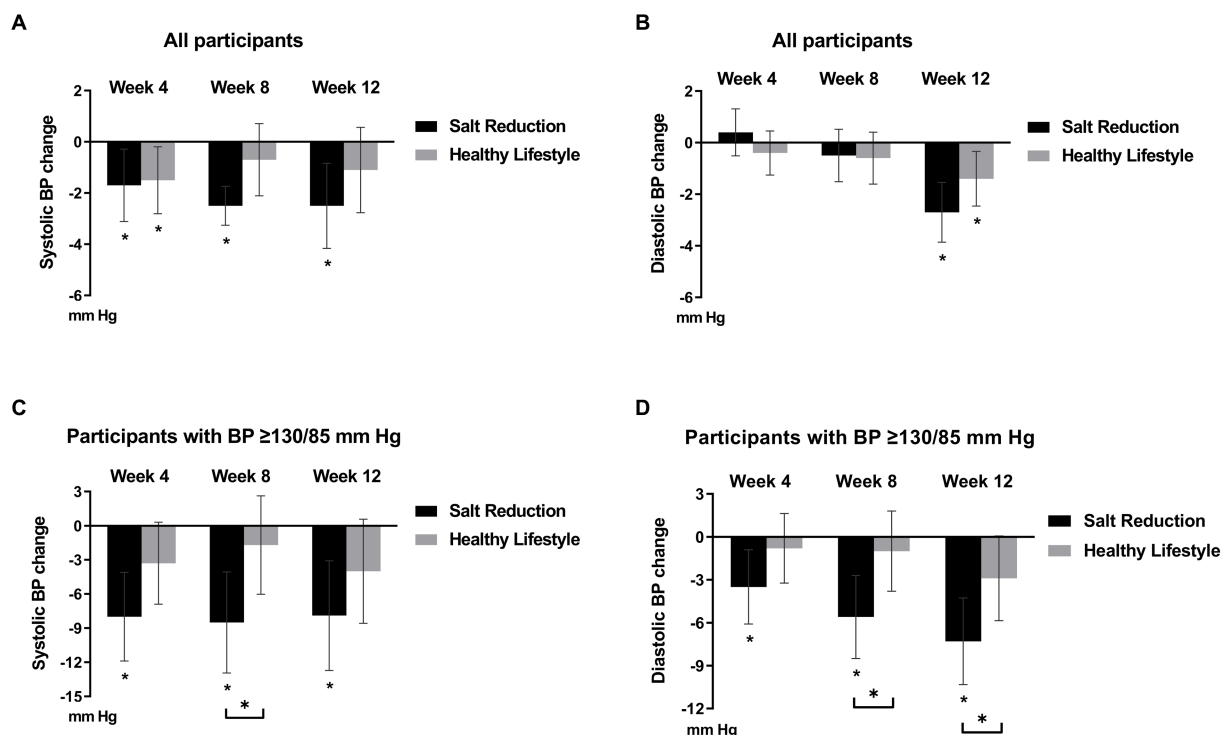 A
All participants
Week 4 Week 8 Week 12
2
0
-2
-4
-6
Systolic BP change
mm Hg
Salt Reduction
Healthy Lifestyle
* * * *
B
All participants
Week 4 Week 8 Week 12
2
0
-2
-4
-6
Diastolic BP change
mm Hg
Salt Reduction
Healthy Lifestyle
* *
C
Participants with BP ≥130/85 mm Hg
Week 4 Week 8 Week 12
3
0
-3
-6
-9
-12
-15
Systolic BP change
mm Hg
Salt Reduction
Healthy Lifestyle
* * *
*
D
Participants with BP ≥130/85 mm Hg
Week 4 Week 8 Week 12
3
0
-3
-6
-9
-12
Diastolic BP change
mm Hg
Salt Reduction
Healthy Lifestyle
* * *
* *